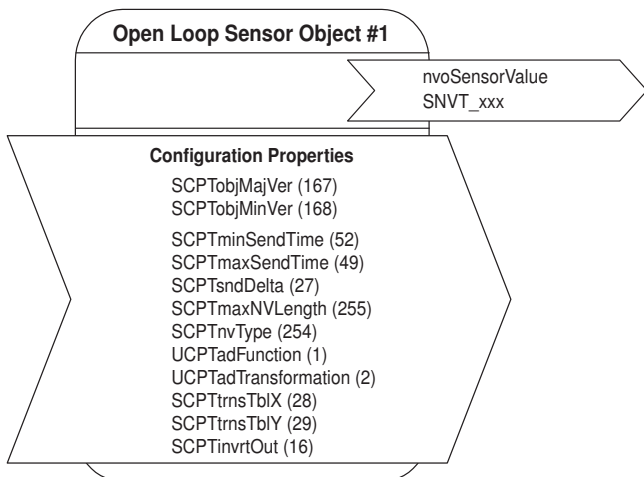 Open Loop Sensor Object #1
nvoSensorValue
SNVT_xxx
Configuration Properties
SCPTobjMajVer (167)
SCPTobjMinVer (168)
SCPTminSendTime (52)
SCPTmaxSendTime (49)
SCPTsndDelta (27)
SCPTmaxNVLength (255)
SCPTnvType (254)
UCPTadFunction (1)
UCPTadTransformation (2)
SCPTtrnsTblX (28)
SCPTtrnsTblY (29)
SCPTinvrtOut (16)